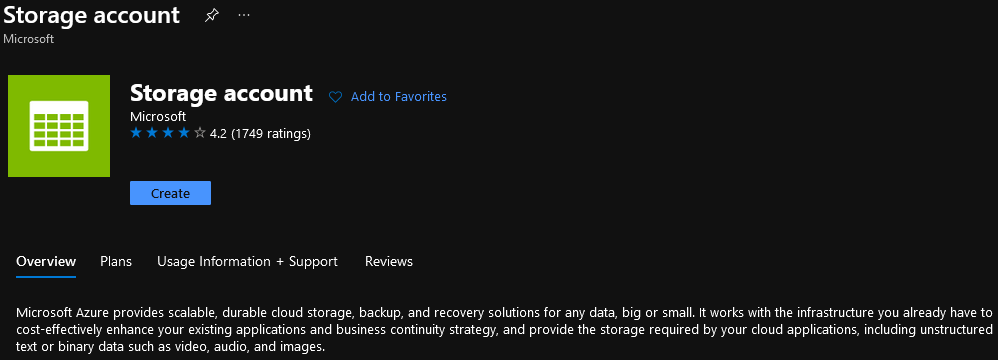 Storage account
Microsoft
Storage account
Add to Favorites
Microsoft
4.2 (1749 ratings)
Create
Overview Plans Usage Information + Support Reviews
Microsoft Azure provides scalable, durable cloud storage, backup, and recovery solutions for any data, big or small. It works with the infrastructure you already have to
cost-effectively enhance your existing applications and business continuity strategy, and provide the storage required by your cloud applications, including unstructured
text or binary data such as video, audio, and images.